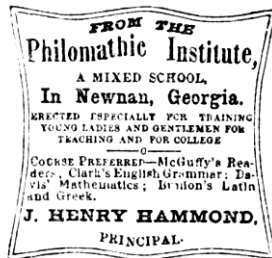 FROM THE
Philomathic Institute,
A MIXED SCHOOL,
In Newnan, Georgia.
ERECTED ESPECIALLY FOR TRAINING
YOUNG LADIES AND GENTLEMEN FOR
TEACHING AND FOR COLLEGE
COURSE PREFERRED—McGuffy's Rea-
ders, Clark's English Grammar; Da-
vis' Mathematics; Latin
and Greek.
J. HENRY HAMMOND,
PRINCIPAL.